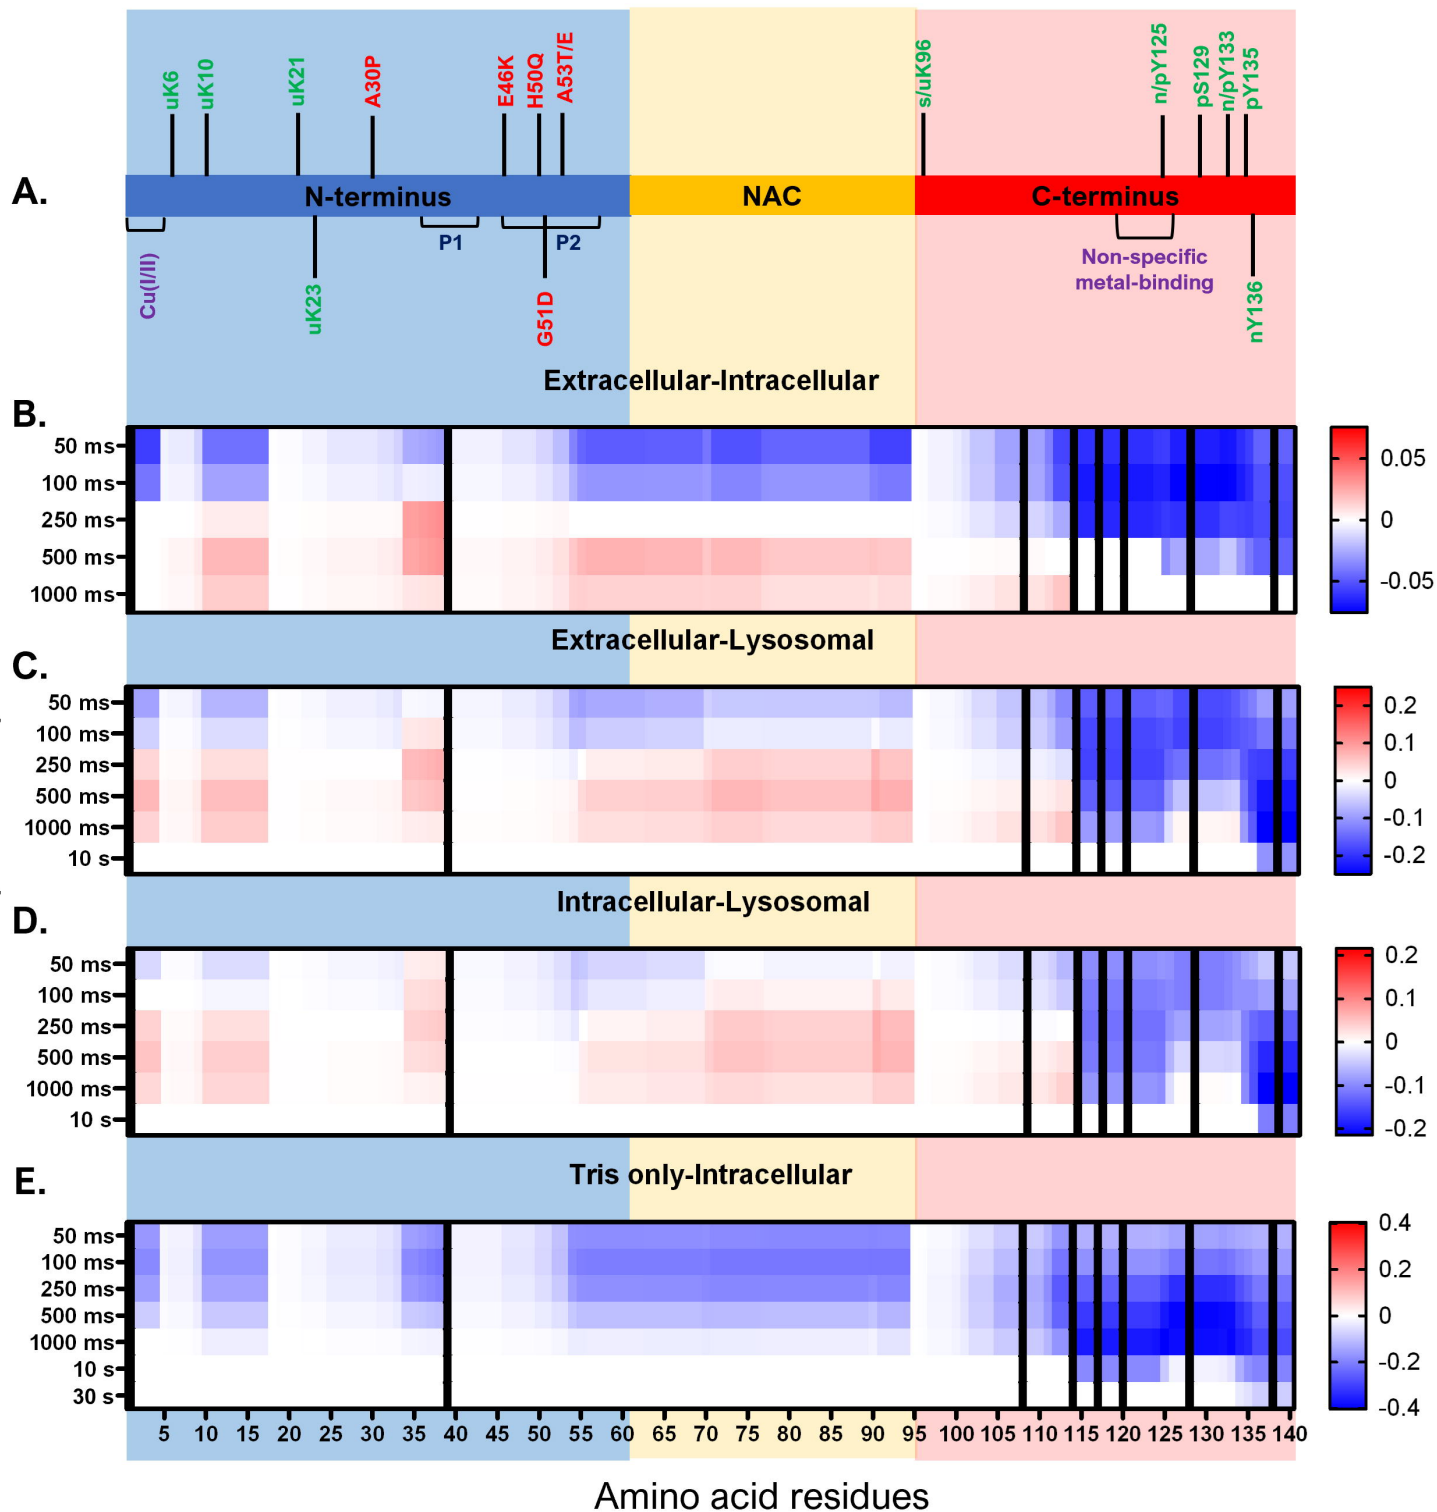 uK6
uK10
uK21
A30P
E46K
H50Q
A53T/E
s/uK96
n/pY125
pS129
n/pY133
pY135
A.
N-terminus
NAC
C-terminus
Cu(I/II)
uK23
P1
P2
G51D
Non-specific
metal-binding
nY136
Extracellular-Intracellular
B.
50 ms
100 ms
250 ms
500 ms
1000 ms
0.05
0
-0.05
Extracellular-Lysosomal
C.
50 ms
100 ms
250 ms
500 ms
1000 ms
10 s
0.2
0.1
0
-0.1
-0.2
Intracellular-Lysosomal
D.
50 ms
100 ms
250 ms
500 ms
1000 ms
10 s
0.2
0.1
0
-0.1
-0.2
Tris only-Intracellular
E.
50 ms
100 ms
250 ms
500 ms
1000 ms
10 s
30 s
0.4
0.2
0
-0.2
-0.4
5 10 15 20 25 30 35 40 45 50 55 60 65 70 75 80 85 90 95 100 105 110 115 120 125 130 135 140
Amino acid residues